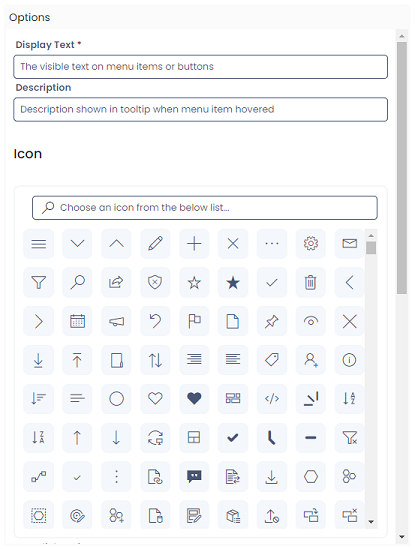 Options
Display Text *
The visible text on menu items or buttons
Description
Description shown in tooltip when menu item hovered
Icon
Choose an icon from the below list...